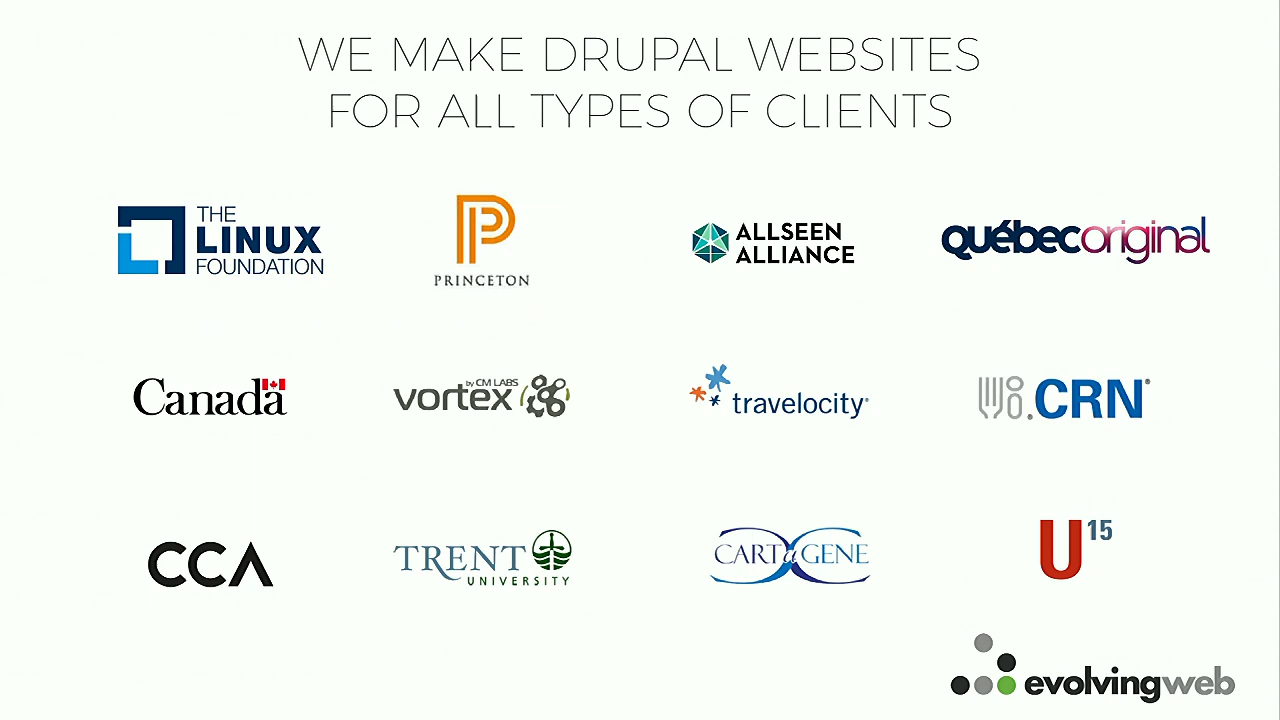 WE MAKE DRUPAL WEBSITES
FOR ALL TYPES OF CLIENTS
THE
LINUX
FOUNDATION
PRINCETON
ALLSEEN
ALLIANCE
québecoriginal
Canada
by CM LABS
vortex
travelocity®
CRN®
CCA
TRENT
UNIVERSITY
CARTaGENE
U15
evolvingweb